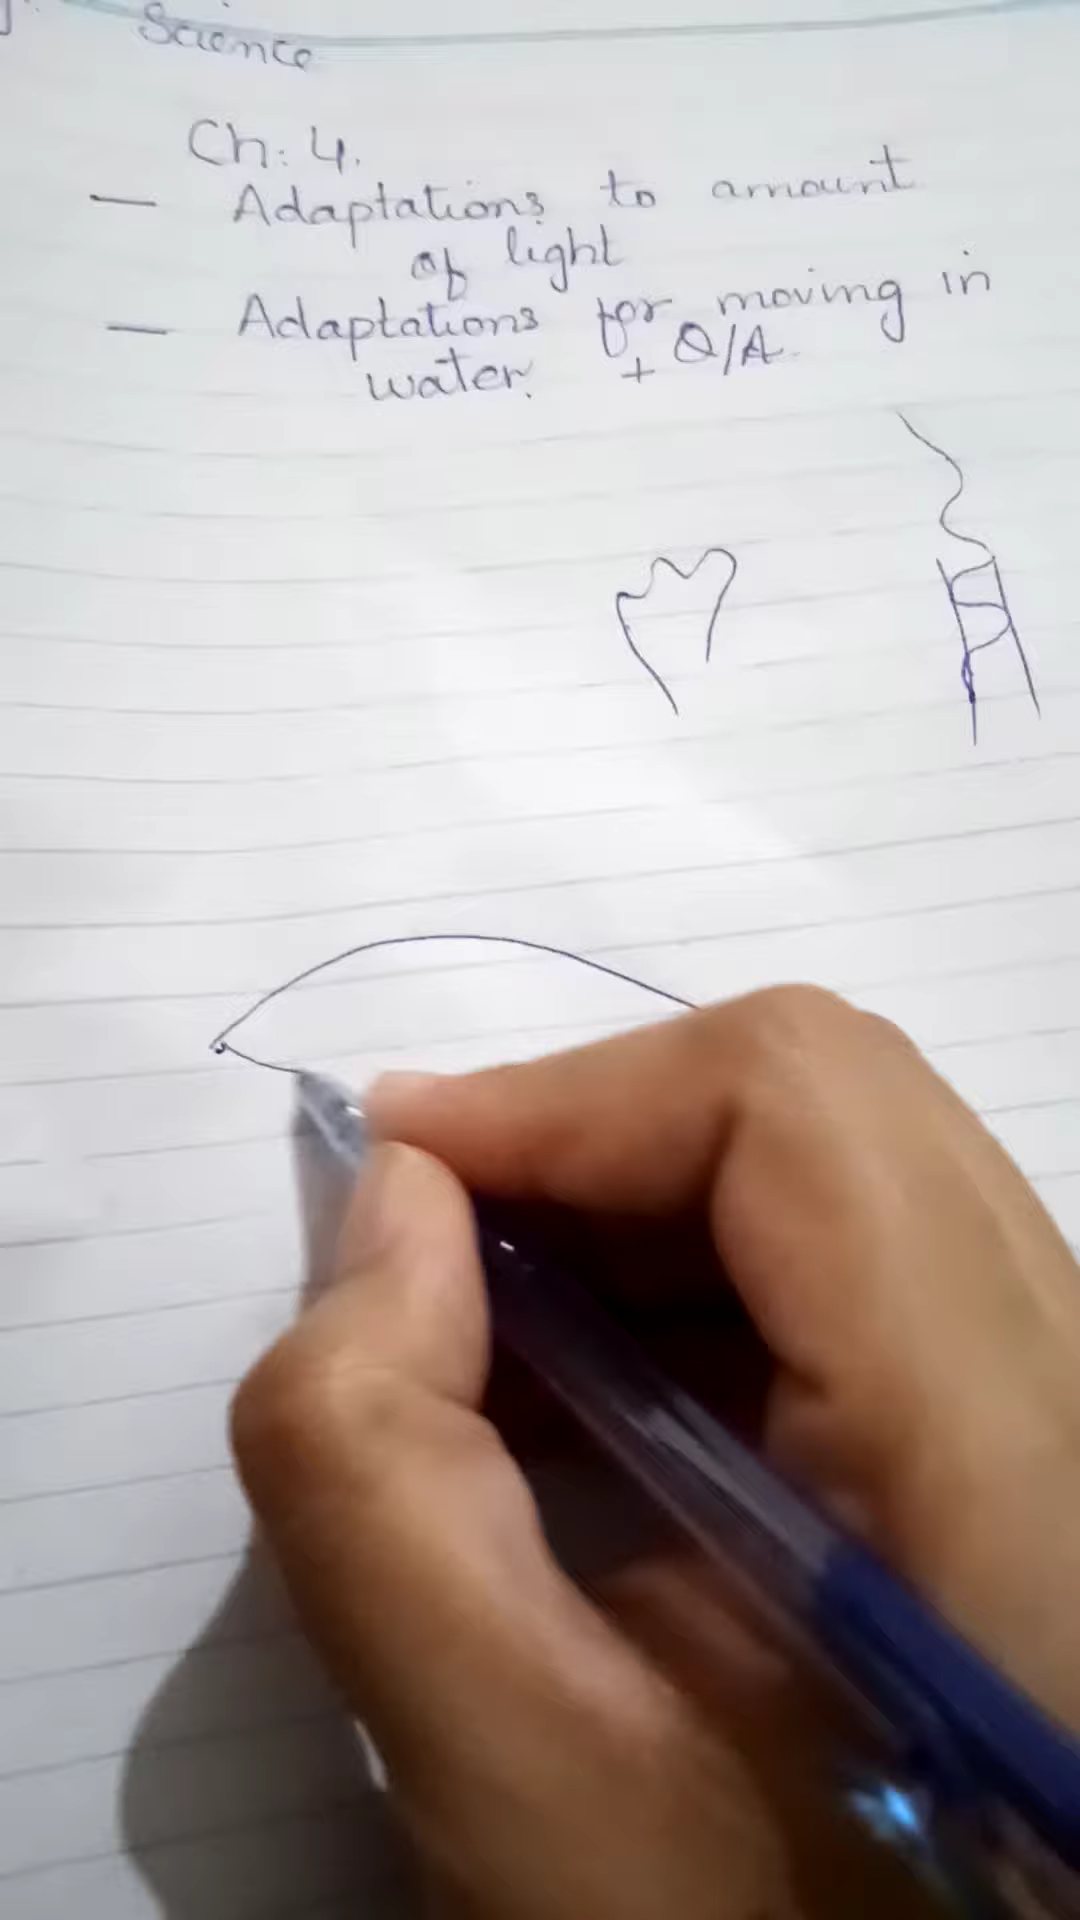 Science
Ch: 4.
— Adaptations to amount
of light
— Adaptations for moving in
water. + Q/A.